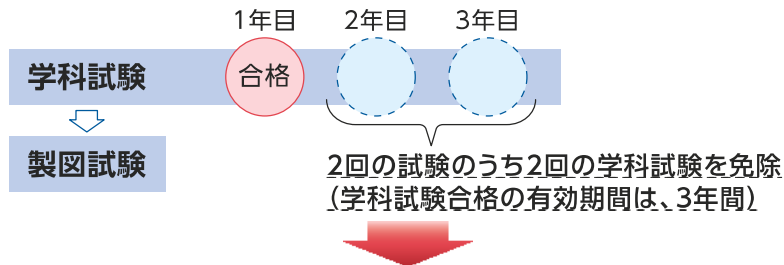 1年目 2年目 3年目
学科試験 合格
製図試験
2回の試験のうち2回の学科試験を免除
(学科試験合格の有効期間は、3年間)